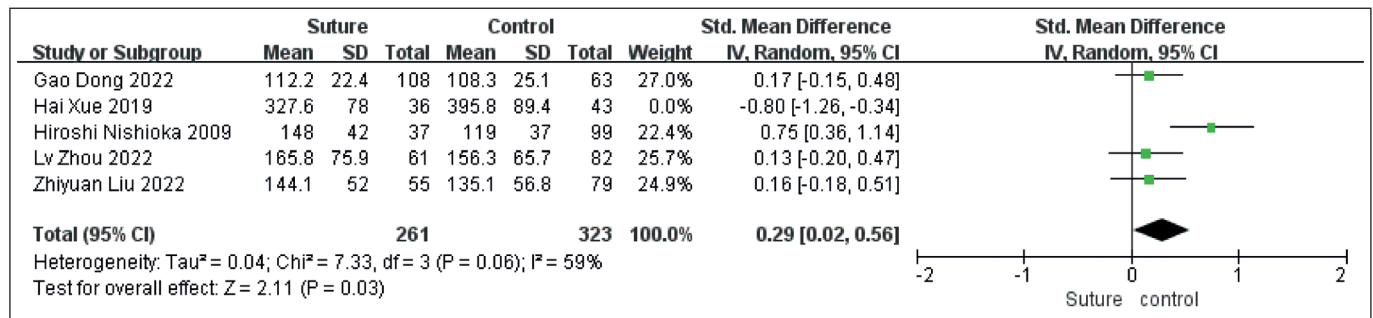 Suture Control Std. Mean Difference Std. Mean Difference
Study or Subgroup Mean SD Total Mean SD Total Weight IV, Random, 95% CI IV, Random, 95% CI
Gao Dong 2022 112.2 22.4 108 108.3 25.1 63 27.0% 0.17 [-0.15, 0.48]
Hai Xue 2019 327.6 78 36 395.8 89.4 43 0.0% -0.80 [-1.26, -0.34]
Hiroshi Nishioka 2009 148 42 37 119 37 99 22.4% 0.75 [0.36, 1.14]
Lv Zhou 2022 165.8 75.9 61 156.3 65.7 82 25.7% 0.13 [-0.20, 0.47]
Zhiyuan Liu 2022 144.1 52 55 135.1 56.8 79 24.9% 0.16 [-0.18, 0.51]
Total (95% CI) 261 323 100.0% 0.29 [0.02, 0.56]
Heterogeneity: Tau² = 0.04; Chi² = 7.33, df = 3 (P = 0.06); I² = 59%
Test for overall effect: Z = 2.11 (P = 0.03)
-2 -1 0 1 2
Suture control